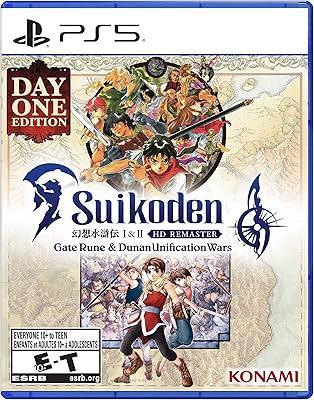 PS5
DAY
ONE
EDITION
Suikoden
幻想水滸伝 I & II HD REMASTER
Gate Rune & Dunan Unification Wars
EVERYONE 10+ to TEEN
ENFANTS et ADULTES 10+ à ADOLESCENTS
E-T
ESRB esrb.org
KONAMI